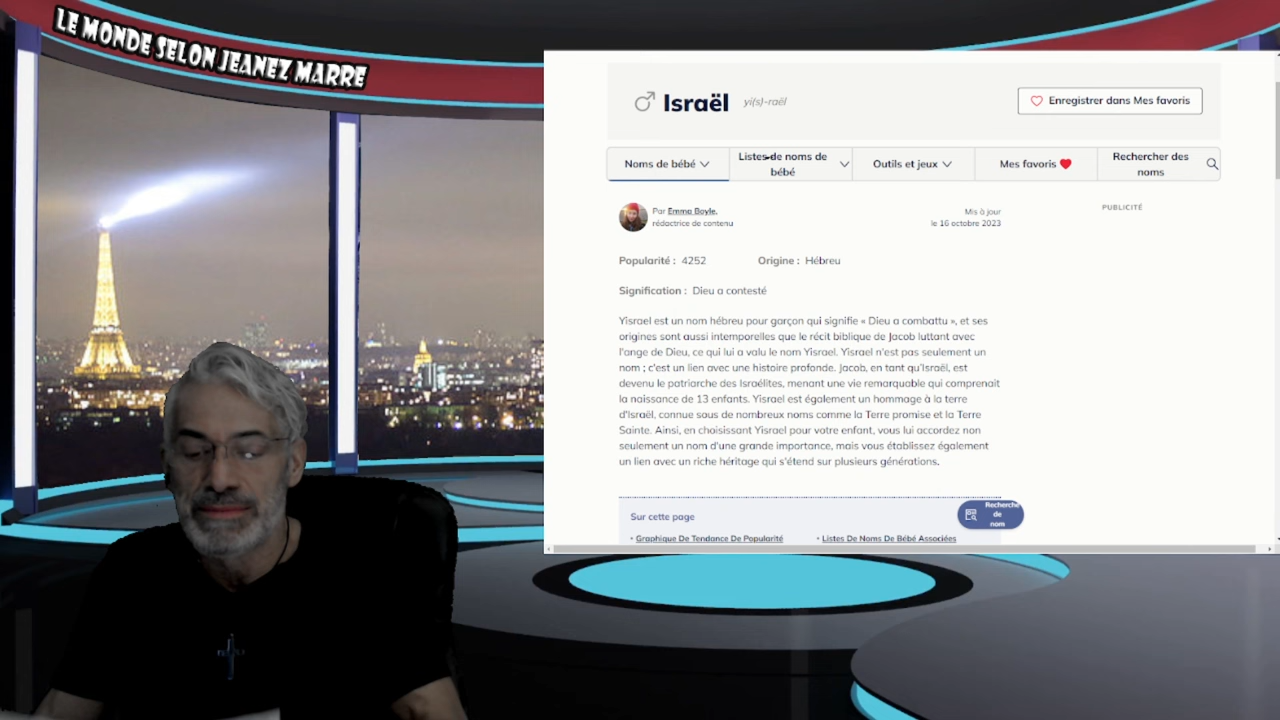 LE MONDE SELON JEANEZ MARRE
Israël yi(s)-raël
Enregistrer dans Mes favoris
Noms de bébé
Listes de noms de bébé
Outils et jeux
Mes favoris
Rechercher des noms
Par Emma Boyle,
rédactrice de contenu
Mis à jour
le 16 octobre 2023
PUBLICITÉ
Popularité : 4252 Origine : Hébreu
Signification : Dieu a contesté
Yisrael est un nom hébreu pour garçon qui signifie « Dieu a combattu », et ses
origines sont aussi intemporelles que le récit biblique de Jacob luttant avec
l'ange de Dieu, ce qui lui a valu le nom Yisrael. Yisrael n'est pas seulement un
nom ; c'est un lien avec une histoire profonde. Jacob, en tant qu'Israël, est
devenu le patriarche des Israélites, menant une vie remarquable qui comprenait
la naissance de 13 enfants. Yisrael est également un hommage à la terre
d'Israël, connue sous de nombreux noms comme la Terre promise et la Terre
Sainte. Ainsi, en choisissant Yisrael pour votre enfant, vous lui accordez non
seulement un nom d'une grande importance, mais vous établissez également
un lien avec un riche héritage qui s'étend sur plusieurs générations.
Recherche
de
nom
Sur cette page
• Graphique De Tendance De Popularité
• Listes De Noms De Bébé Associées